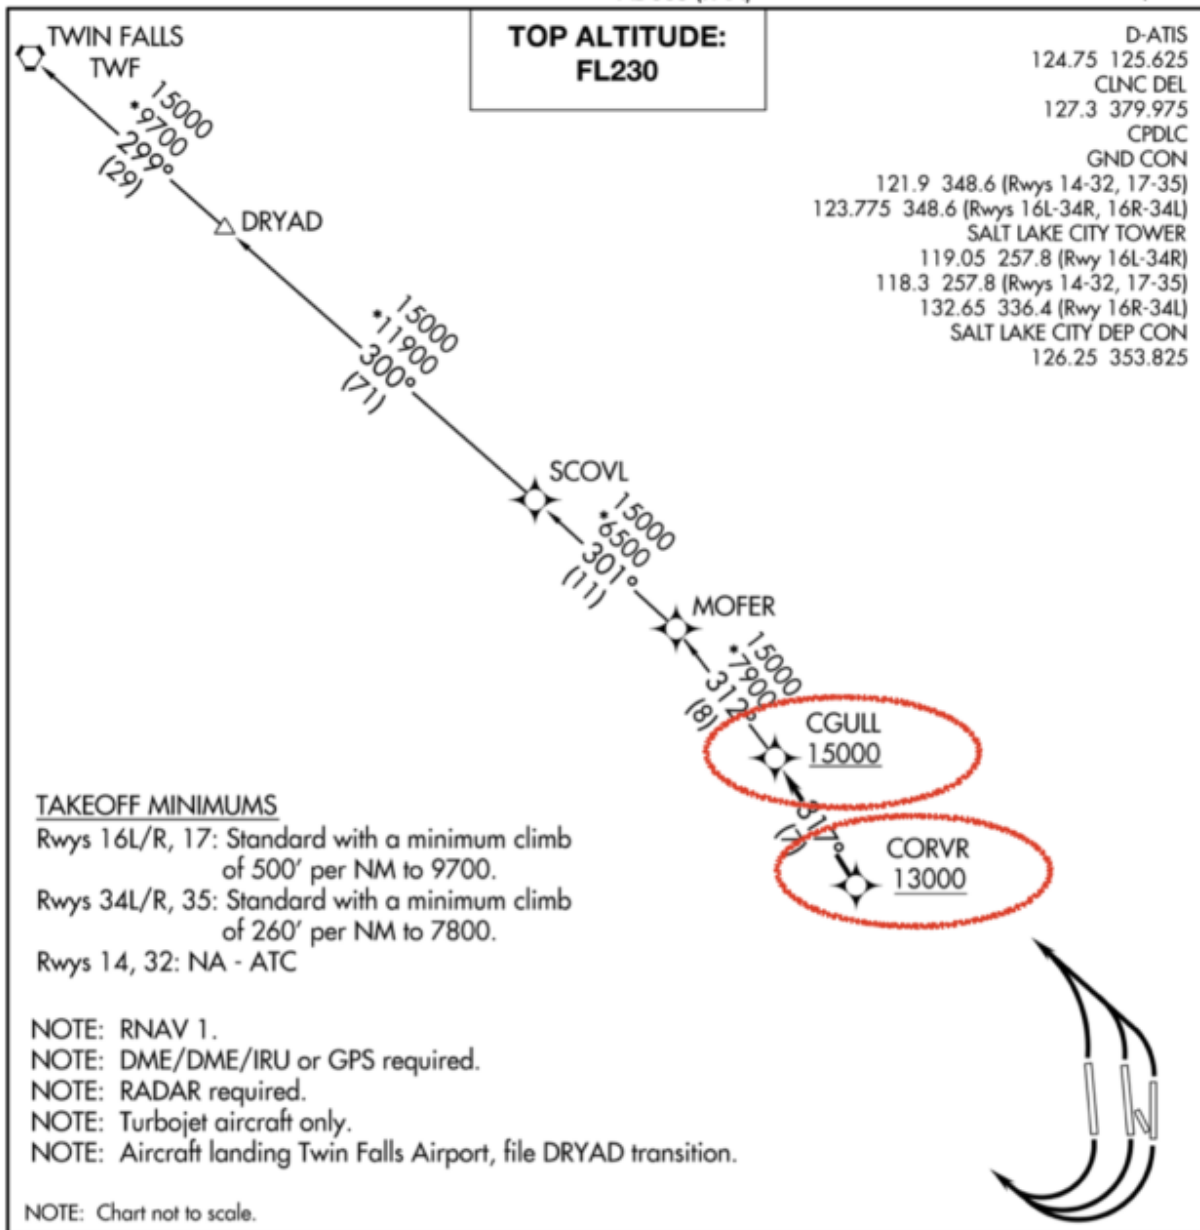 TOP ALTITUDE:
FL230
D-ATIS
124.75 125.625
CLNC DEL
127.3 379.975
CPDLC
GND CON
121.9 348.6 (Rwys 14-32, 17-35)
123.775 348.6 (Rwys 16L-34R, 16R-34L)
SALT LAKE CITY TOWER
119.05 257.8 (Rwy 16L-34R)
118.3 257.8 (Rwys 14-32, 17-35)
132.65 336.4 (Rwy 16R-34L)
SALT LAKE CITY DEP CON
126.25 353.825
TWIN FALLS
TWF
15000
*9700
299°
(29)
DRYAD
15000
*11900
300°
(71)
SCOVL
15000
*6500
301°
(11)
MOFER
15000
*7900
312°
(8)
CGULL
15000
317°
(7)
CORVR
13000
TAKEOFF MINIMUMS
Rwys 16L/R, 17: Standard with a minimum climb
of 500' per NM to 9700.
Rwys 34L/R, 35: Standard with a minimum climb
of 260' per NM to 7800.
Rwys 14, 32: NA - ATC
NOTE: RNAV 1.
NOTE: DME/DME/IRU or GPS required.
NOTE: RADAR required.
NOTE: Turbojet aircraft only.
NOTE: Aircraft landing Twin Falls Airport, file DRYAD transition.
NOTE: Chart not to scale.